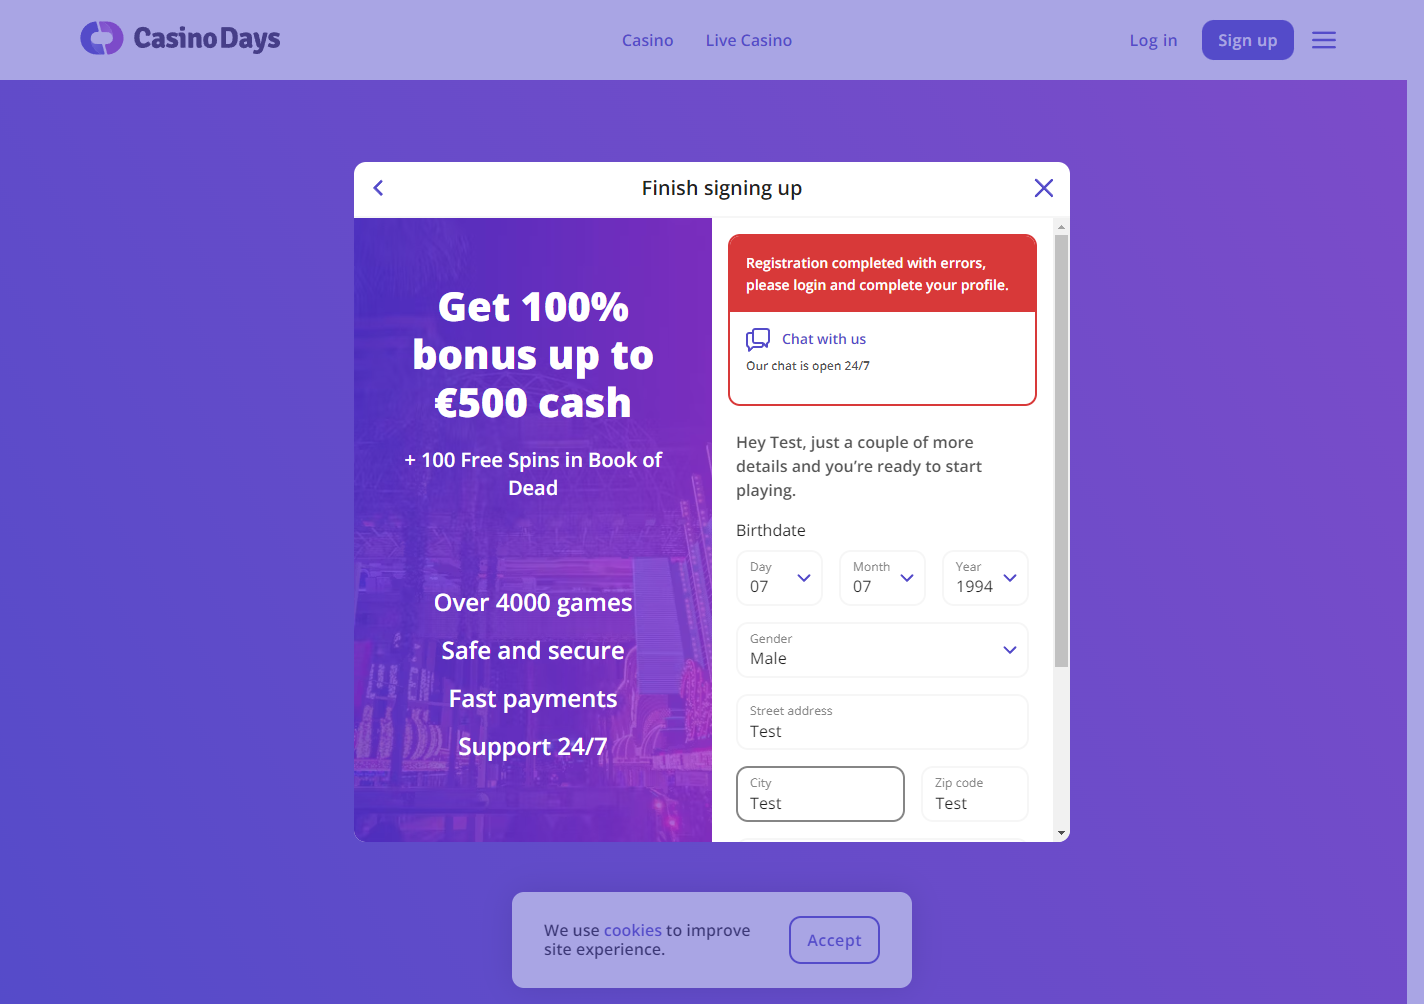 CasinoDays
Casino
Live Casino
Log in
Sign up
Finish signing up
Get 100%
bonus up to
€500 cash
+ 100 Free Spins in Book of
Dead
Over 4000 games
Safe and secure
Fast payments
Support 24/7
Registration completed with errors,
please login and complete your profile.
Chat with us
Our chat is open 24/7
Hey Test, just a couple of more
details and you’re ready to start
playing.
Birthdate
Day
07
Month
07
Year
1994
Gender
Male
Street address
Test
City
Test
Zip code
Test
We use cookies to improve
site experience.
Accept